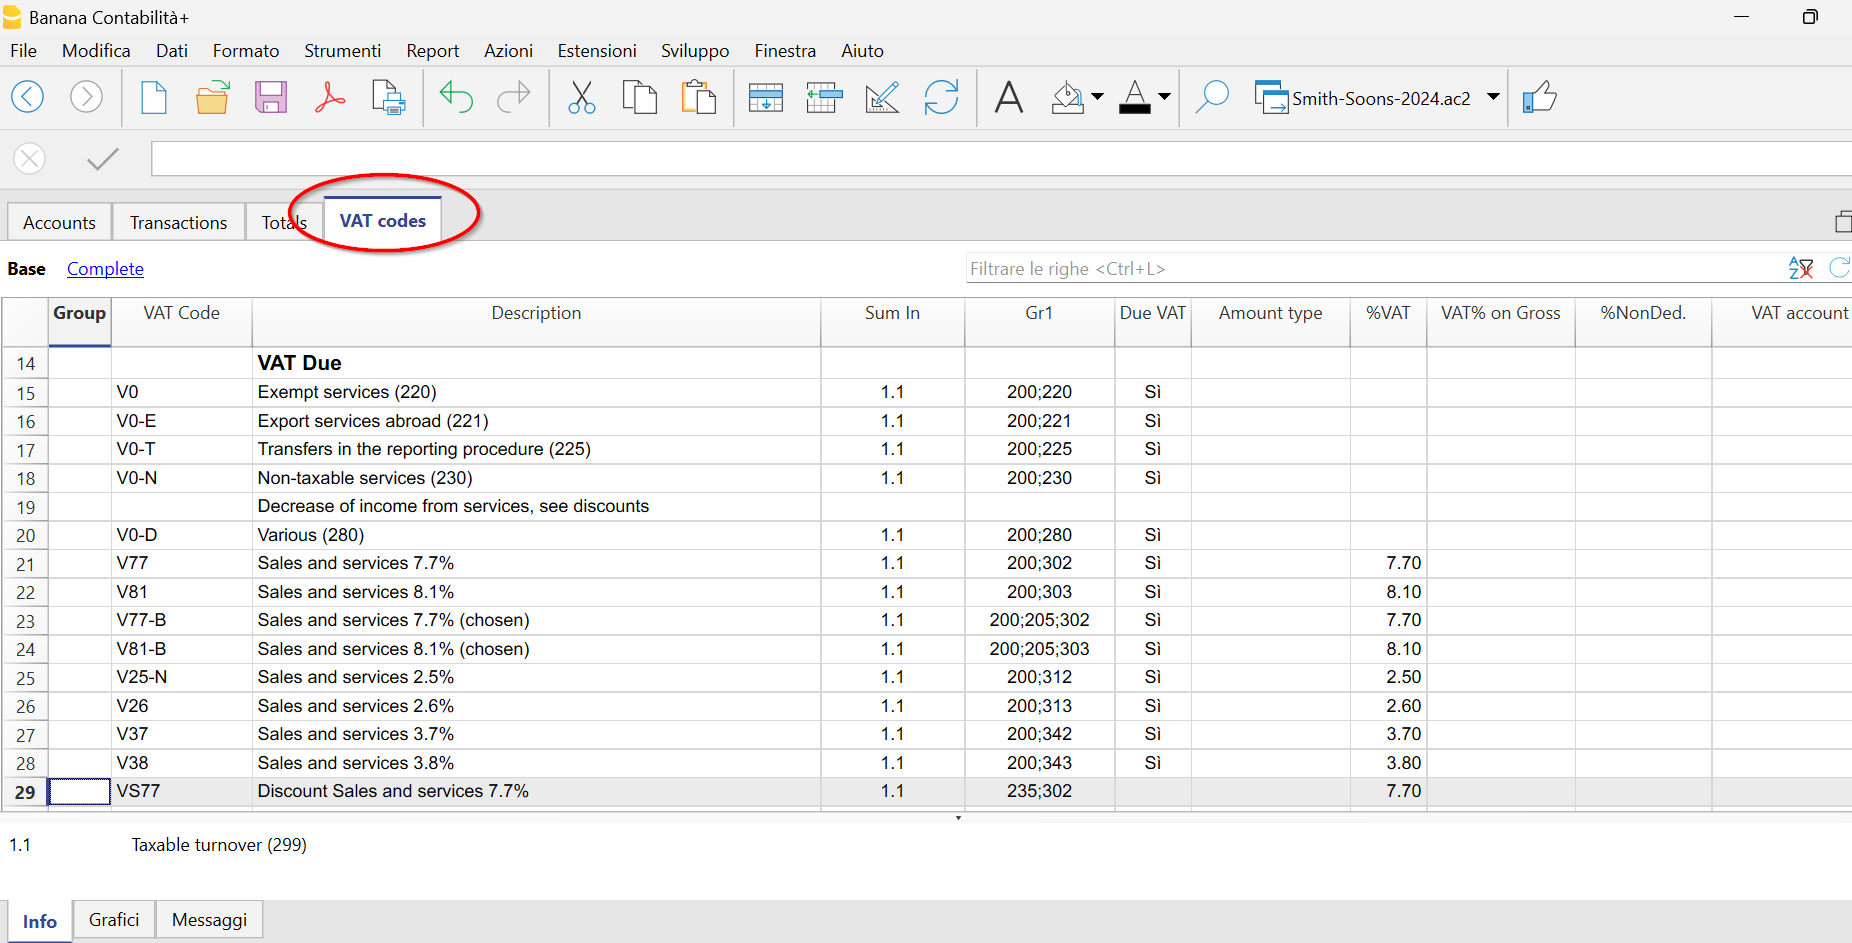 Banana Contabilità+
File Modifica Dati Formato Strumenti Report Azioni Estensioni Sviluppo Finestra Aiuto
Smith-Soons-2024.ac2
Accounts Transactions Totals VAT codes
Base Complete Filtrare le righe <Ctrl+L>
Group VAT Code Description Sum In Gr1 Due VAT Amount type %VAT VAT% on Gross %NonDed. VAT account
14 VAT Due
15 V0 Exempt services (220) 1.1 200;220 Sì
16 V0-E Export services abroad (221) 1.1 200;221 Sì
17 V0-T Transfers in the reporting procedure (225) 1.1 200;225 Sì
18 V0-N Non-taxable services (230) 1.1 200;230 Sì
19 Decrease of income from services, see discounts
20 V0-D Various (280) 1.1 200;280 Sì
21 V77 Sales and services 7.7% 1.1 200;302 Sì 7.70
22 V81 Sales and services 8.1% 1.1 200;303 Sì 8.10
23 V77-B Sales and services 7.7% (chosen) 1.1 200;205;302 Sì 7.70
24 V81-B Sales and services 8.1% (chosen) 1.1 200;205;303 Sì 8.10
25 V25-N Sales and services 2.5% 1.1 200;312 Sì 2.50
26 V26 Sales and services 2.6% 1.1 200;313 Sì 2.60
27 V37 Sales and services 3.7% 1.1 200;342 Sì 3.70
28 V38 Sales and services 3.8% 1.1 200;343 Sì 3.80
29 VS77 Discount Sales and services 7.7% 1.1 235;302 7.70
1.1 Taxable turnover (299)
Info Grafici Messaggi